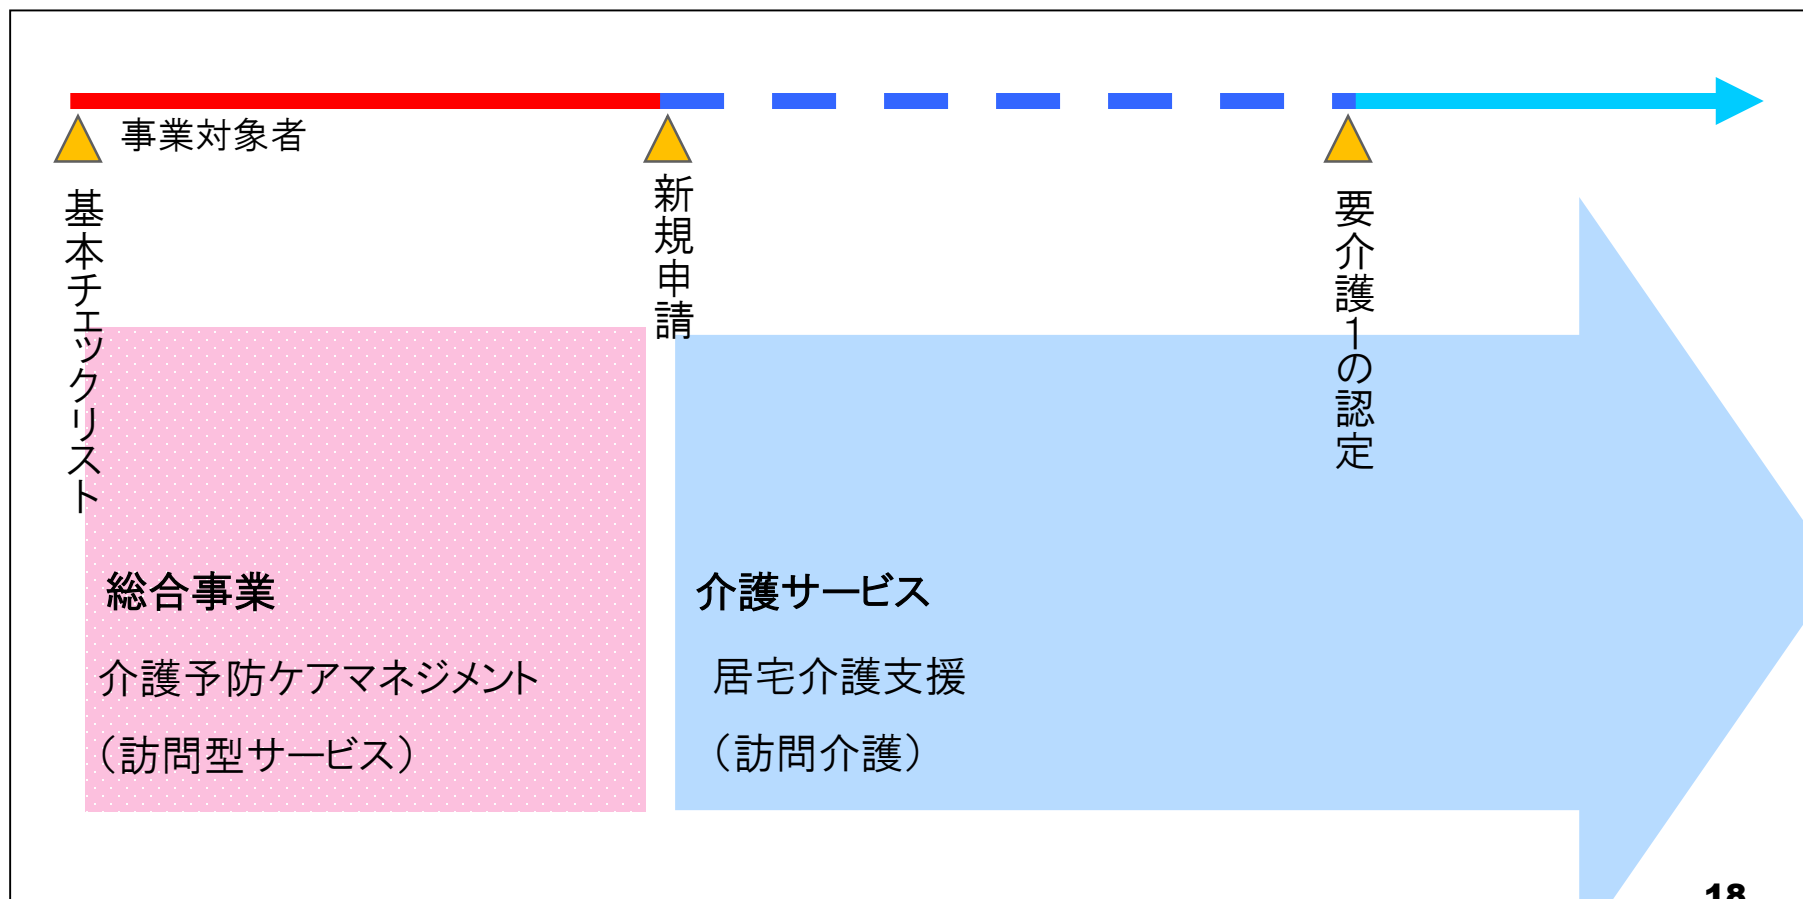 事業対象者
基本チェックリスト
新規申請
要介護1の認定
総合事業
介護予防ケアマネジメント
（訪問型サービス）
介護サービス
居宅介護支援
（訪問介護）
18